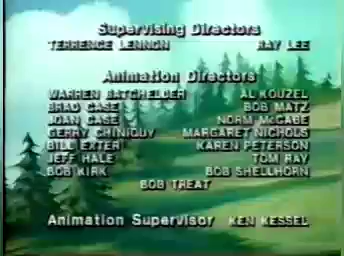 Supervising Directors
TERRENCE LENNON RAY LEE
Animation Directors
WARREN BATCHELDER AL KOUZEL
BRAD CASE BOB MATZ
JOAN CASE NORM McCABE
GERRY CHINIQUY MARGARET NICHOLS
BILL EXTER KAREN PETERSON
JEFF HALE TOM RAY
BOB KIRK BOB SHELLHORN
BOB TREAT
Animation Supervisor KEN KESSEL